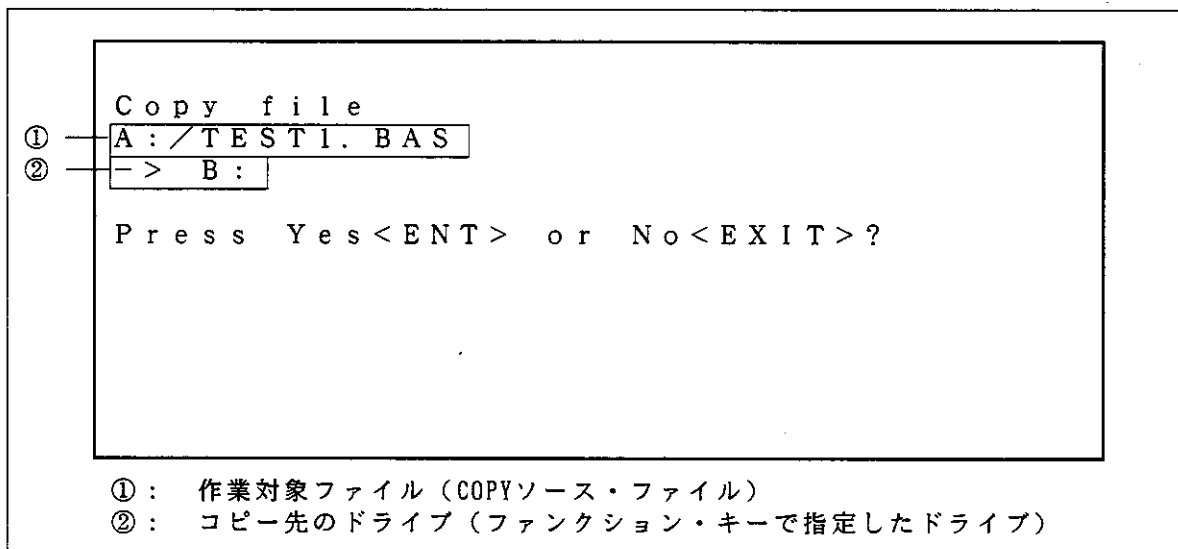 Copy file
① A:/TEST1.BAS
② -> B:
Press Yes<ENT> or No<EXIT>?
①： 作業対象ファイル（COPYソース・ファイル）
②： コピー先のドライブ（ファンクション・キーで指定したドライブ）